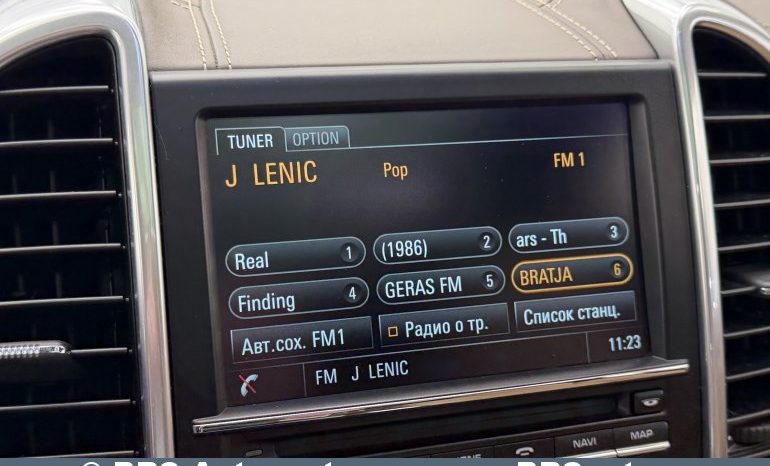 TUNER OPTION
J LENIC Pop FM 1
Real 1 (1986) 2 ars - Th 3
Finding 4 GERAS FM 5 BRATJA 6
Авт.сох. FM1 Радио о тр. Список станц.
FM J LENIC 11:23
NAVI MAP